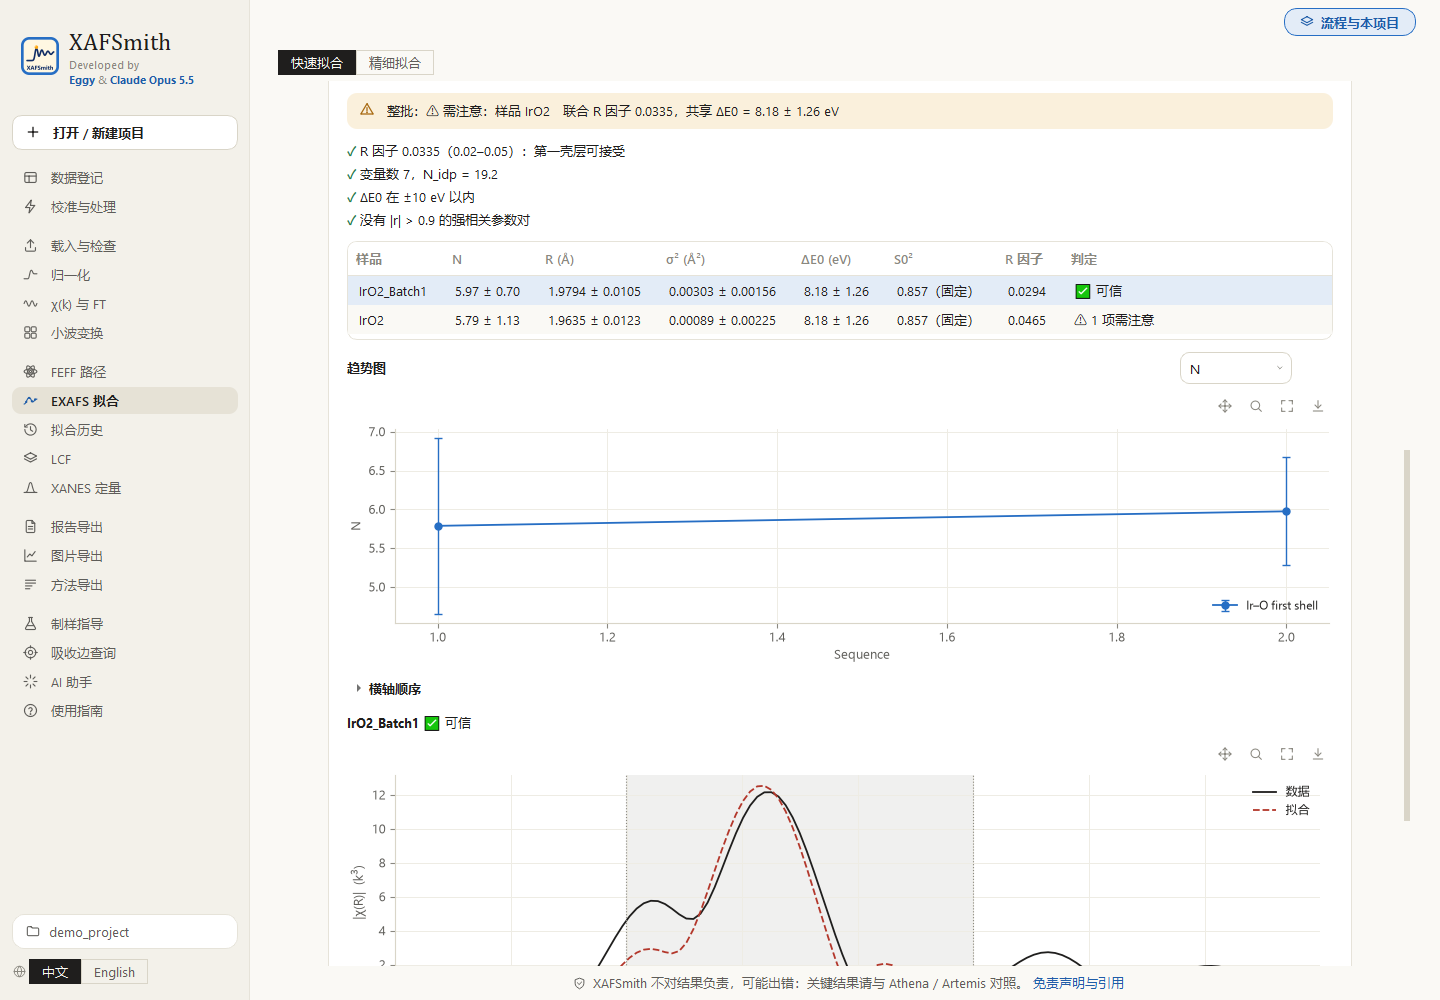 XAFSmith
Developed by
Eggy & Claude Opus 5.5
打开 / 新建项目
数据登记
校准与处理
载入与检查
归一化
χ(k) 与 FT
小波变换
FEFF 路径
EXAFS 拟合
拟合历史
LCF
XANES 定量
报告导出
图片导出
方法导出
制样指导
吸收边查询
AI 助手
使用指南
demo_project
中文 English
流程与本项目
快速拟合 精细拟合
整批：⚠ 需注意：样品 IrO2 联合 R 因子 0.0335，共享 ΔE0 = 8.18 ± 1.26 eV
✓ R 因子 0.0335（0.02–0.05）：第一壳层可接受
✓ 变量数 7，N_idp = 19.2
✓ ΔE0 在 ±10 eV 以内
✓ 没有 |r| > 0.9 的强相关参数对
样品 N R (Å) σ² (Å²) ΔE0 (eV) S0² R 因子 判定
IrO2_Batch1 5.97 ± 0.70 1.9794 ± 0.0105 0.00303 ± 0.00156 8.18 ± 1.26 0.857（固定） 0.0294 ✅ 可信
IrO2 5.79 ± 1.13 1.9635 ± 0.0123 0.00089 ± 0.00225 8.18 ± 1.26 0.857（固定） 0.0465 ⚠ 1 项需注意
趋势图
N
7.0
6.5
6.0
5.5
5.0
N
Ir–O first shell
1.0 1.2 1.4 1.6 1.8 2.0
Sequence
横轴顺序
IrO2_Batch1 ✅ 可信
数据
拟合
12
10
8
6
4
2
|χ(R)| (k³)
XAFSmith 不对结果负责，可能出错：关键结果请与 Athena / Artemis 对照。 免责声明与引用